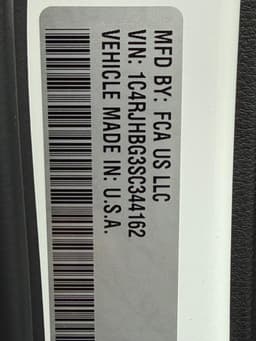 MFD BY: FCA US LLC
VIN: 1C4RJHBG3SC344162
VEHICLE MADE IN: U.S.A.